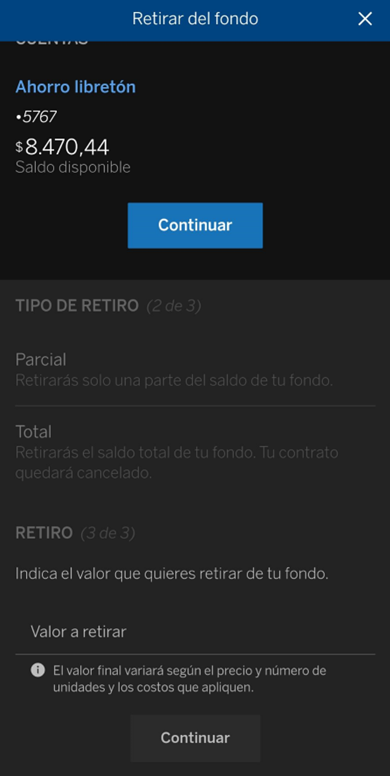 Retirar del fondo
CUENTAS
Ahorro libretón
•5767
$8.470,44
Saldo disponible
Continuar
TIPO DE RETIRO (2 de 3)
Parcial
Retirarás solo una parte del saldo de tu fondo.
Total
Retirarás el saldo total de tu fondo. Tu contrato
quedará cancelado.
RETIRO (3 de 3)
Indica el valor que quieres retirar de tu fondo.
Valor a retirar
El valor final variará según el precio y número de
unidades y los costos que apliquen.
Continuar